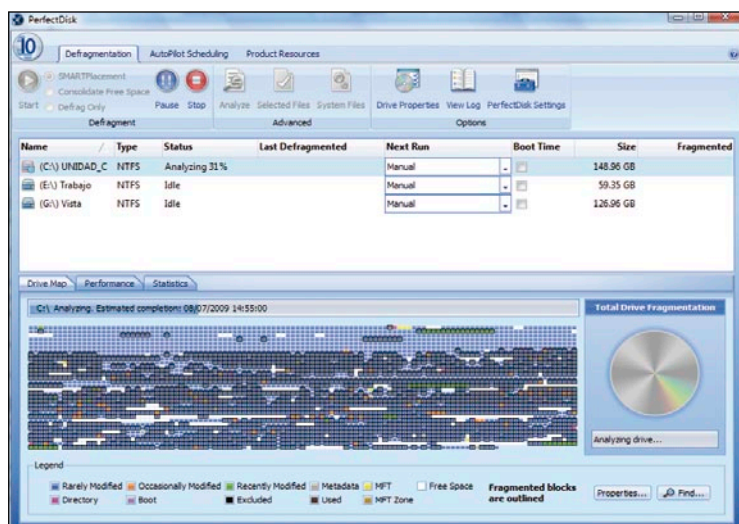 PerfectDisk
10
Defragmentation AutoPilot Scheduling Product Resources
SMARTPlacement
Consolidate Free Space
Defrag Only
Start Pause Stop Analyze Selected Files System Files Drive Properties View Log PerfectDisk Settings
Defragment Advanced Options
Name / Type Status Last Defragmented Next Run Boot Time Size Fragmented
(C:\) UNIDAD_C NTFS Analyzing 31% Manual 148.96 GB
(E:\) Trabajo NTFS Idle Manual 59.35 GB
(G:\) Vista NTFS Idle Manual 126.96 GB
Drive Map Performance Statistics
C:\ Analyzing. Estimated completion: 08/07/2009 14:55:00
Total Drive Fragmentation
Analyzing drive...
Legend
Rarely Modified Occasionally Modified Recently Modified Metadata MFT Free Space
Directory Boot Excluded Used MFT Zone
Fragmented blocks
are outlined
Properties... Find...